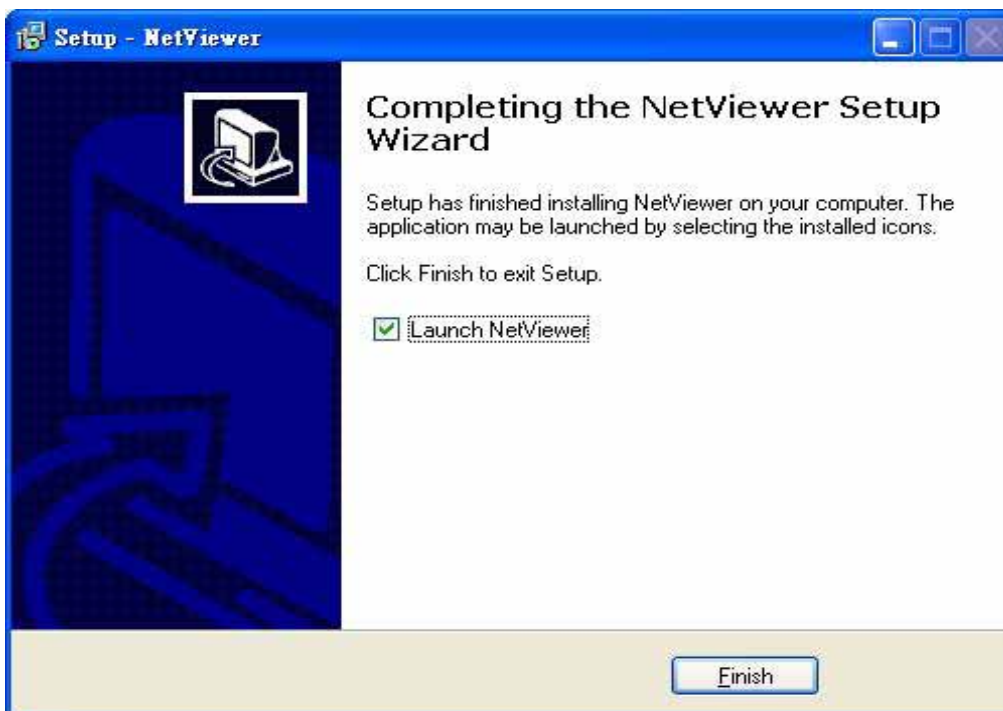 Setup - NetViewer
Completing the NetViewer Setup
Wizard
Setup has finished installing NetViewer on your computer. The
application may be launched by selecting the installed icons.
Click Finish to exit Setup.
Launch NetViewer
Finish